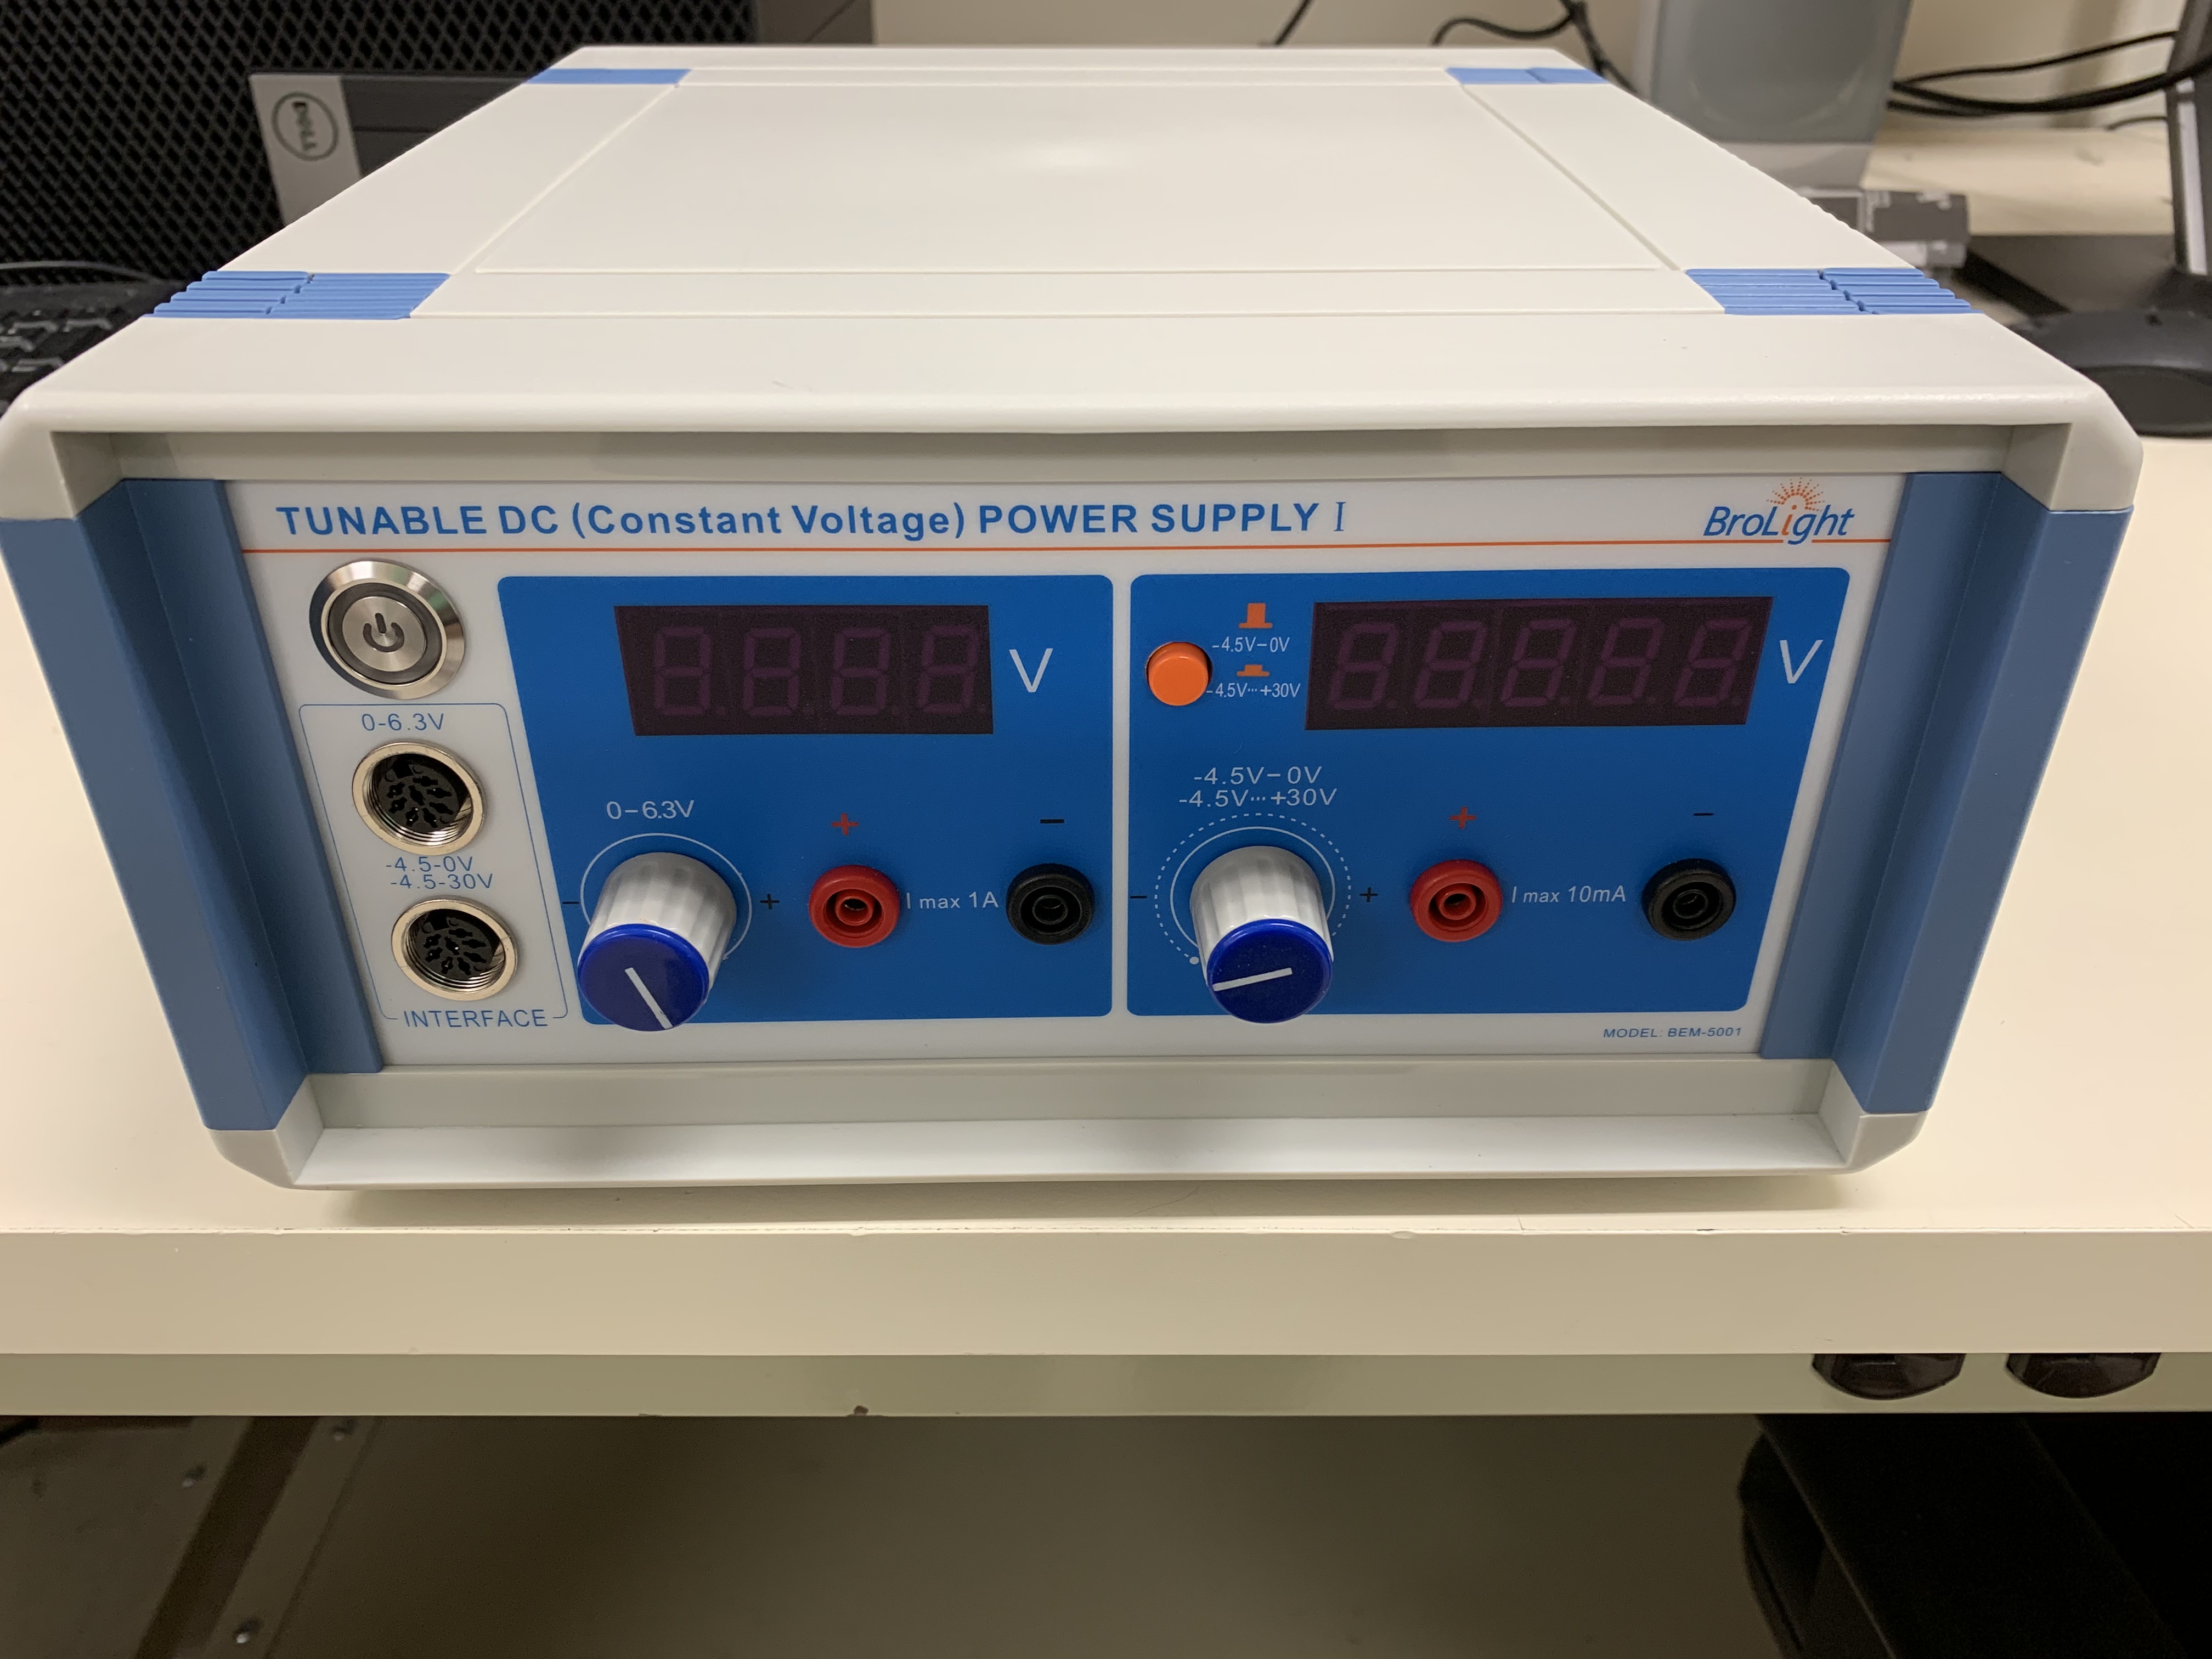 DELL
TUNABLE DC (Constant Voltage) POWER SUPPLY I
BroLight
-4.5V-0V
-4.5V···+30V
V
V
0-6.3V
-4.5V-0V
-4.5V···+30V
0-6.3V
+
-
+
-
-4.5-0V
-4.5-30V
-
+
I max 1A
-
+
I max 10mA
INTERFACE
MODEL: BEM-5001